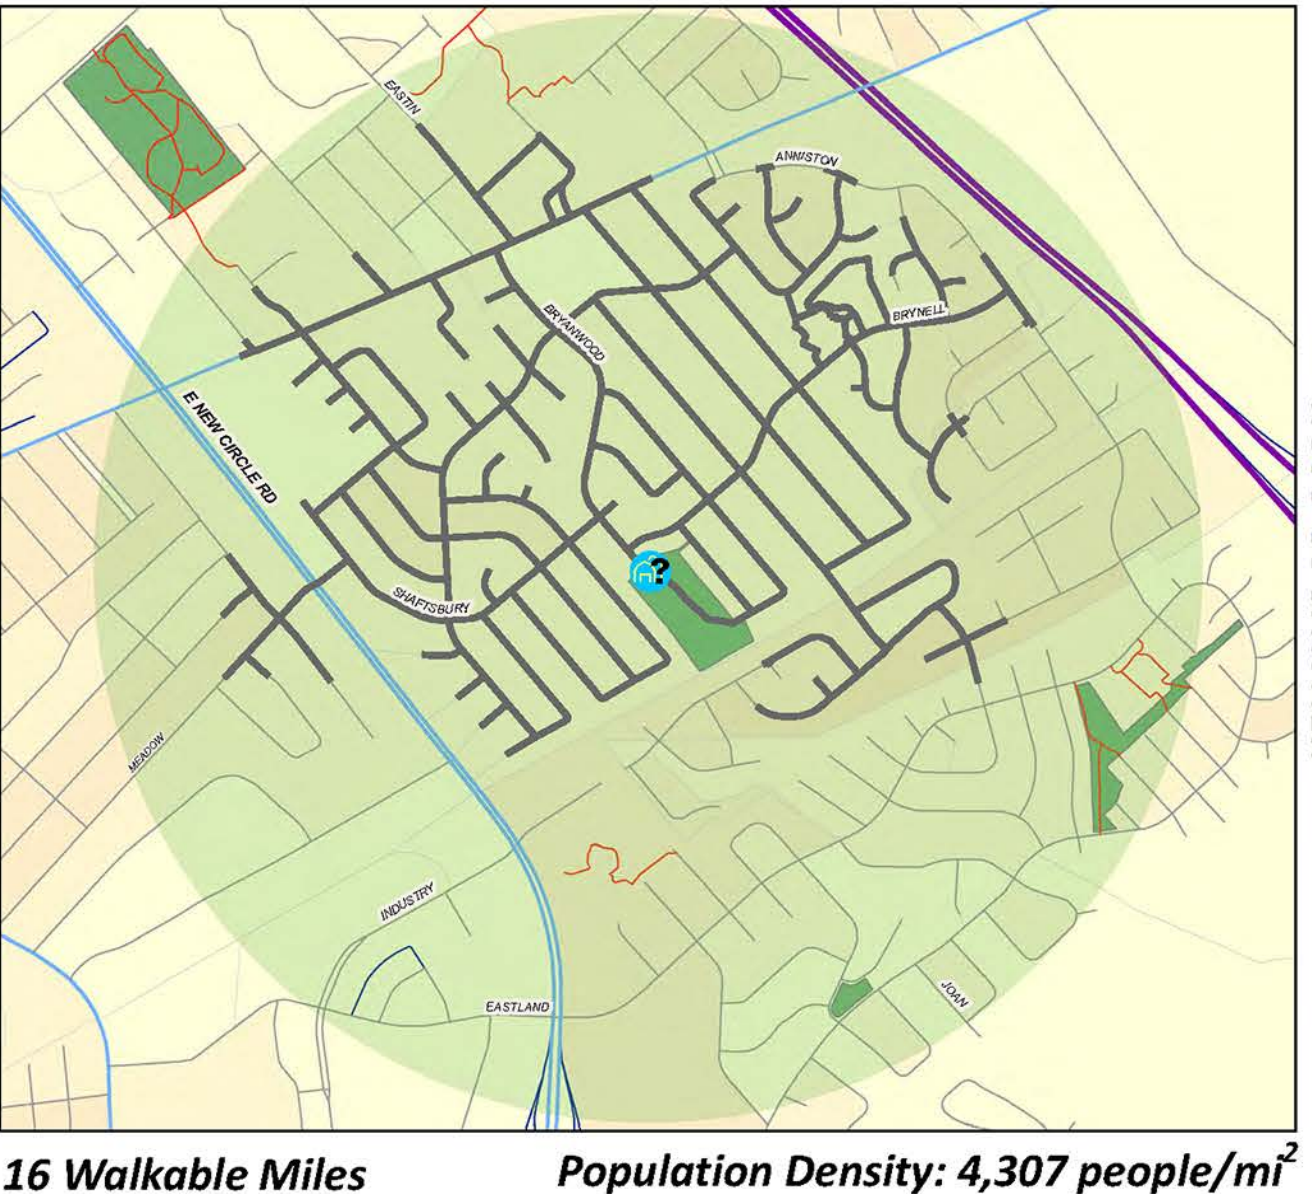 EASTIN
ANNISTON
BRYANWOOD
BRYNELL
E NEW CIRCLE RD
?
SHAFTSBURY
MEADOW
INDUSTRY
EASTLAND
JOAN
16 Walkable Miles
Population Density: 4,307 people/mi²